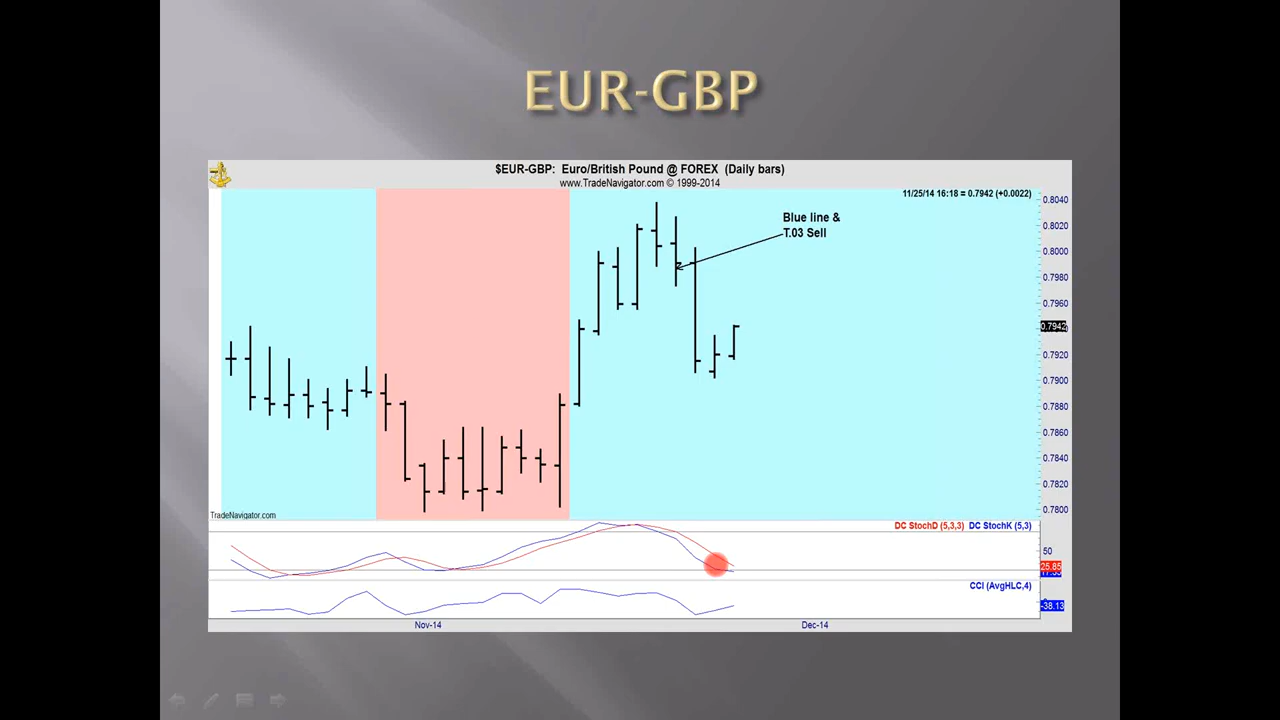 EUR-GBP
$EUR-GBP: Euro/British Pound @ FOREX (Daily bars)
www.TradeNavigator.com © 1999-2014
11/25/14 16:18 = 0.7942 (+0.0022)
Blue line &
T.03 Sell
0.8040
0.8020
0.8000
0.7980
0.7960
0.7942
0.7920
0.7900
0.7880
0.7860
0.7840
0.7820
0.7800
TradeNavigator.com
DC StochD (5,3,3) DC StochK (5,3)
50
25.85
CCI (AvgHLC,4)
-38.13
Nov-14 Dec-14